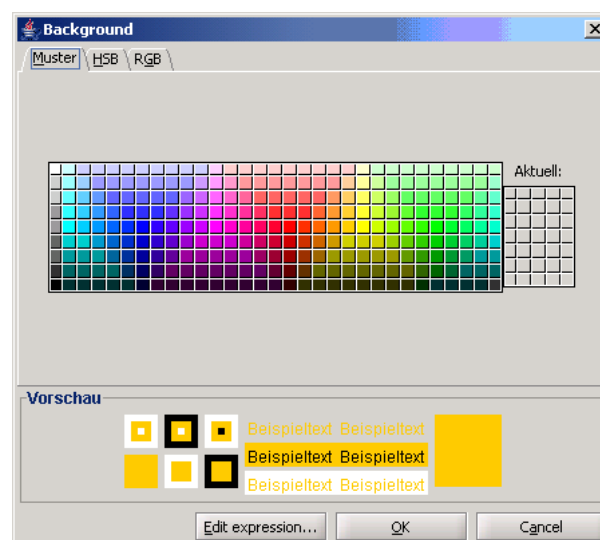 Background
Muster HSB RGB
Aktuell:
Vorschau
Beispieltext Beispieltext
Beispieltext Beispieltext
Beispieltext Beispieltext
Edit expression... OK Cancel